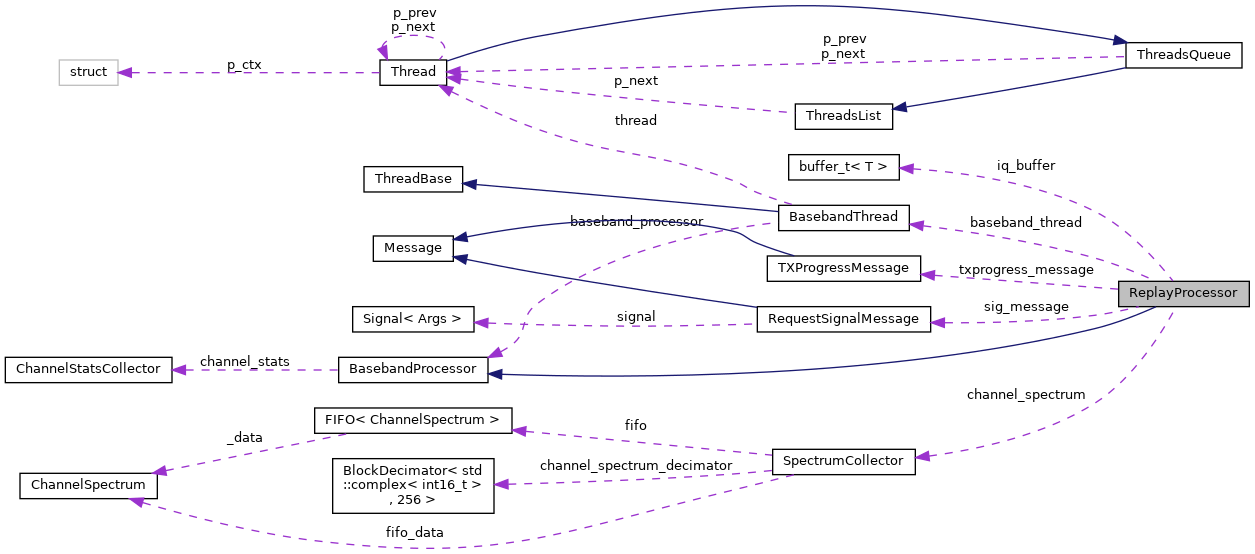 p_prev
p_next
p_prev
p_next
ThreadsQueue
struct
p_ctx
Thread
p_next
ThreadsList
thread
buffer_t< T >
iq_buffer
ThreadBase
BasebandThread
baseband_thread
baseband_processor
Message
TXProgressMessage
txprogress_message
ReplayProcessor
Signal< Args >
signal
RequestSignalMessage
sig_message
ChannelStatsCollector
channel_stats
BasebandProcessor
channel_spectrum
FIFO< ChannelSpectrum >
fifo
_data
SpectrumCollector
BlockDecimator< std
::complex< int16_t >
, 256 >
channel_spectrum_decimator
ChannelSpectrum
fifo_data